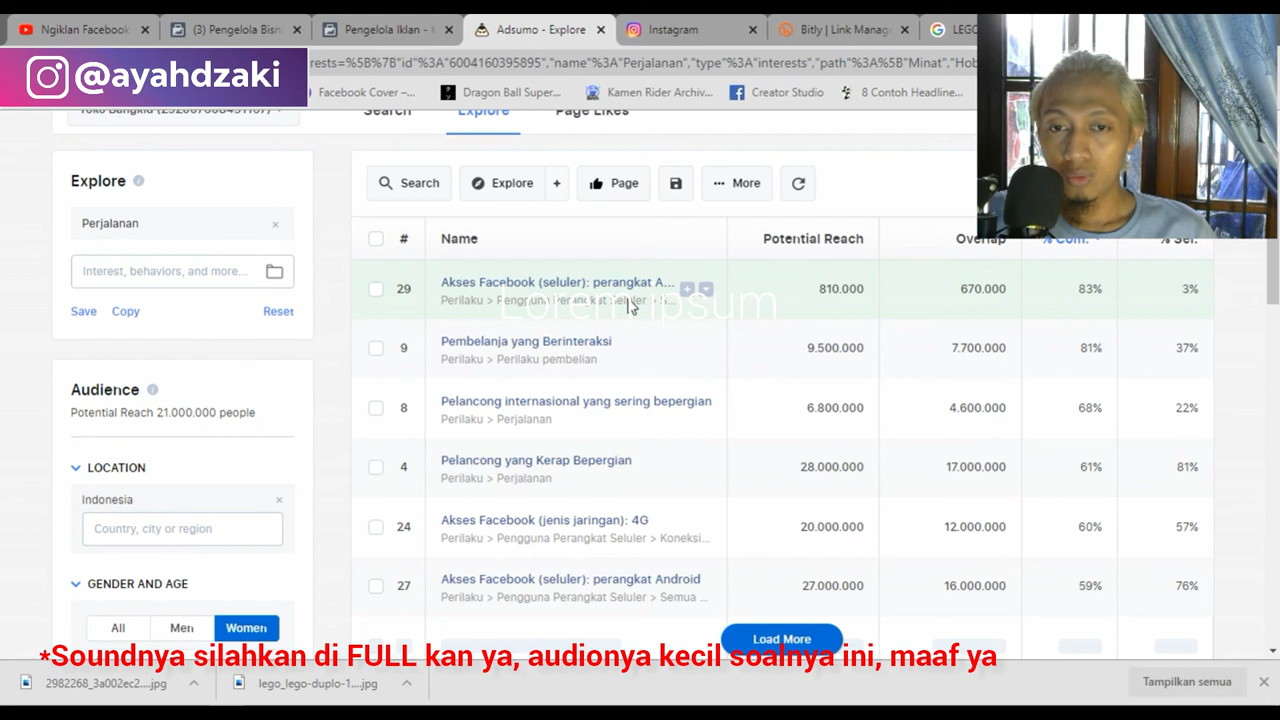 Ngiklan Facebook
(3) Pengelola Bisn
Pengelola Iklan -
Adsumo - Explore
Instagram
Bitly | Link Manag
LEGO
@ayahdzaki
rests=%5B%7B"id"%3A"6004160395895","name"%3A"Perjalanan","type"%3A"interests","path"%3A%5B"Minat","Hob
Facebook Cover –...
Dragon Ball Super...
Kamen Rider Archiv...
Creator Studio
8 Contoh Headline...
Search
Explore
Page Likes
Explore
Perjalanan
Interest, behaviors, and more...
Save
Copy
Reset
Audience
Potential Reach 21.000.000 people
LOCATION
Indonesia
Country, city or region
GENDER AND AGE
All
Men
Women
Search
Explore
+
Page
More
#
Name
Potential Reach
Overlap
% Com.
% Sel.
29
Akses Facebook (seluler): perangkat A...
Perilaku > Pengguna Perangkat Seluler > S...
810.000
670.000
83%
3%
Lorem ipsum
9
Pembelanja yang Berinteraksi
Perilaku > Perilaku pembelian
9.500.000
7.700.000
81%
37%
8
Pelancong internasional yang sering bepergian
Perilaku > Perjalanan
6.800.000
4.600.000
68%
22%
4
Pelancong yang Kerap Bepergian
Perilaku > Perjalanan
28.000.000
17.000.000
61%
81%
24
Akses Facebook (jenis jaringan): 4G
Perilaku > Pengguna Perangkat Seluler > Koneksi...
20.000.000
12.000.000
60%
57%
27
Akses Facebook (seluler): perangkat Android
Perilaku > Pengguna Perangkat Seluler > Semua ...
27.000.000
16.000.000
59%
76%
Load More
*Soundnya silahkan di FULL kan ya, audionya kecil soalnya ini, maaf ya
2982268_3a002ec2....jpg
lego_lego-duplo-1....jpg
Tampilkan semua